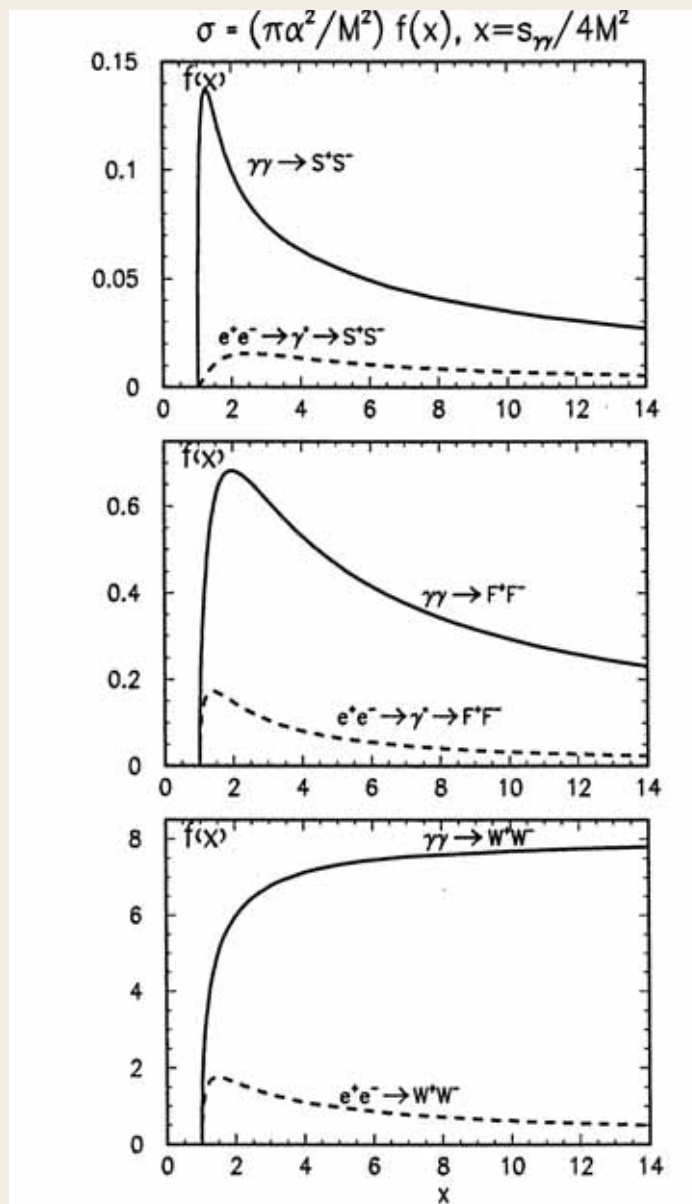 σ = (πα²/M²) f(x), x=s_γγ/4M²
0.15
f(x)
γγ → S⁺S⁻
0.1
0.05
e⁺e⁻ → γ* → S⁺S⁻
0
0 2 4 6 8 10 12 14
f(x)
0.6
γγ → F⁺F⁻
0.4
0.2
e⁺e⁻ → γ* → F⁺F⁻
0
0 2 4 6 8 10 12 14
8
f(x)
γγ → W⁺W⁻
6
4
2
e⁺e⁻ → W⁺W⁻
0
0 2 4 6 8 10 12 14
x